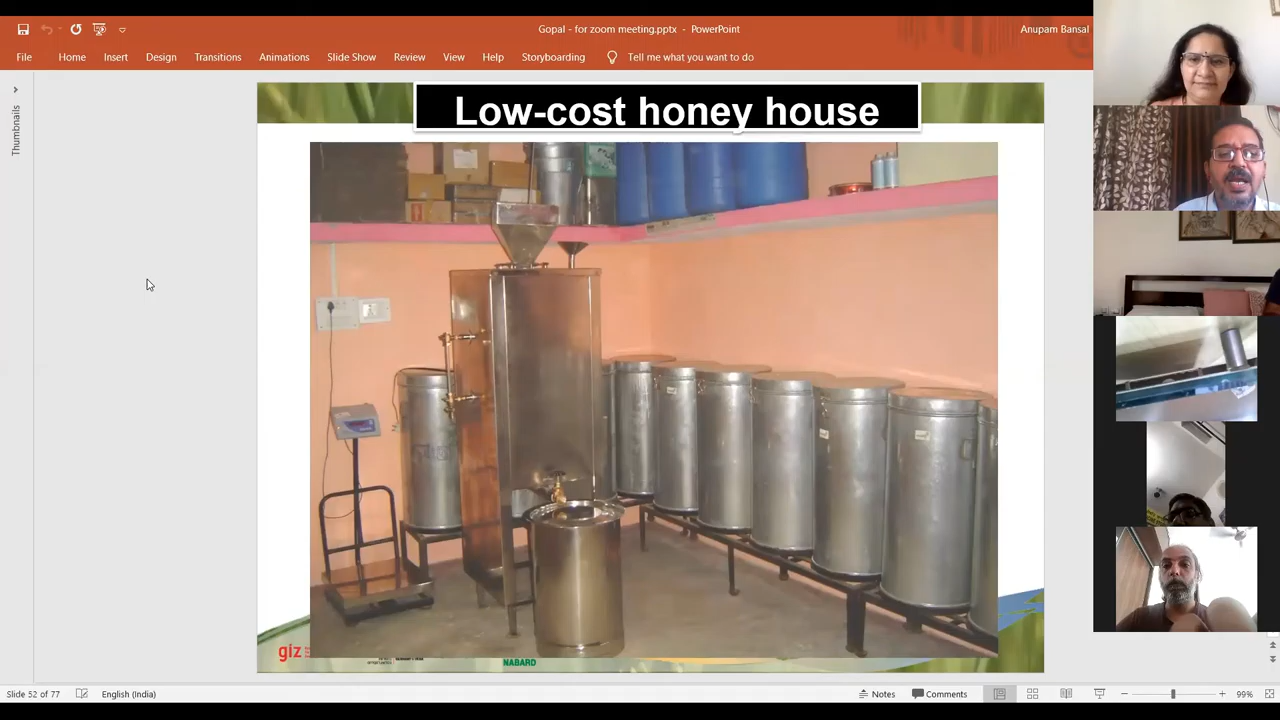 Gopal - for zoom meeting.pptx - PowerPoint
Anupam Bansal
File Home Insert Design Transitions Animations Slide Show Review View Help Storyboarding Tell me what you want to do
Thumbnails
Low-cost honey house
giz
NABARD
Slide 52 of 77 English (India) Notes Comments 99%